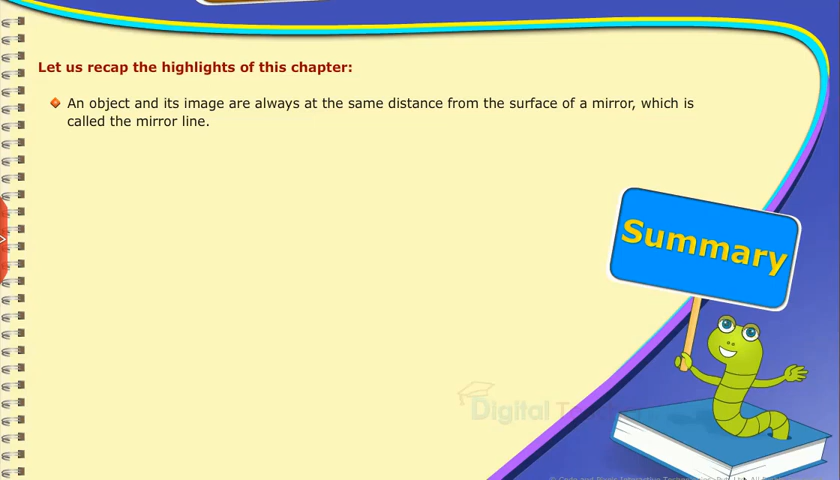 Let us recap the highlights of this chapter:
An object and its image are always at the same distance from the surface of a mirror, which is
called the mirror line.
Summary
Digital